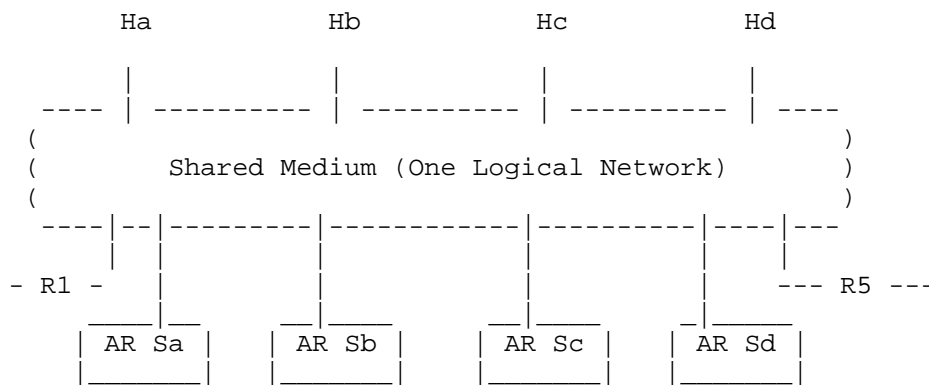 Ha Hb Hc Hd
Shared Medium (One Logical Network)
- R1 - --- R5 ---
AR Sa AR Sb AR Sc AR Sd